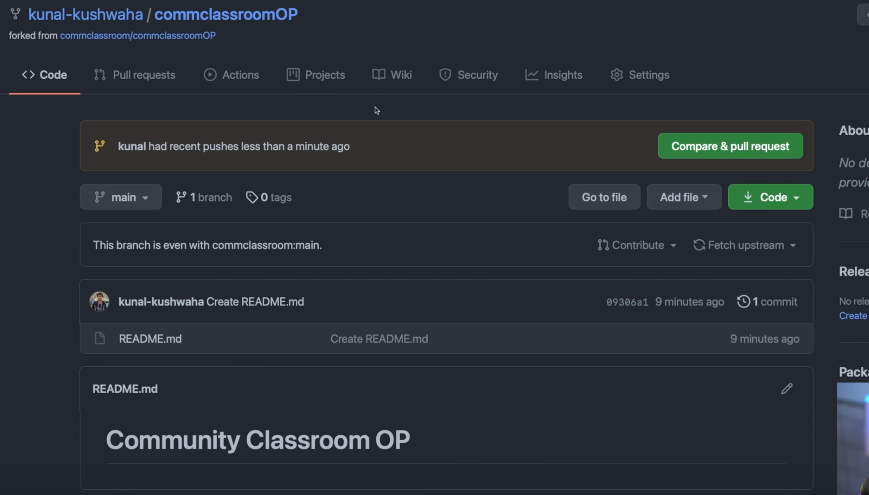 kunal-kushwaha / commclassroomOP
forked from commclassroom/commclassroomOP
Code Pull requests Actions Projects Wiki Security Insights Settings
kunal had recent pushes less than a minute ago Compare & pull request
main 1 branch 0 tags Go to file Add file Code
This branch is even with commclassroom:main. Contribute Fetch upstream
kunal-kushwaha Create README.md 09306a1 9 minutes ago 1 commit
README.md Create README.md 9 minutes ago
README.md
Community Classroom OP
Abou
No de
provi
R
Relea
No rele
Create
Packa